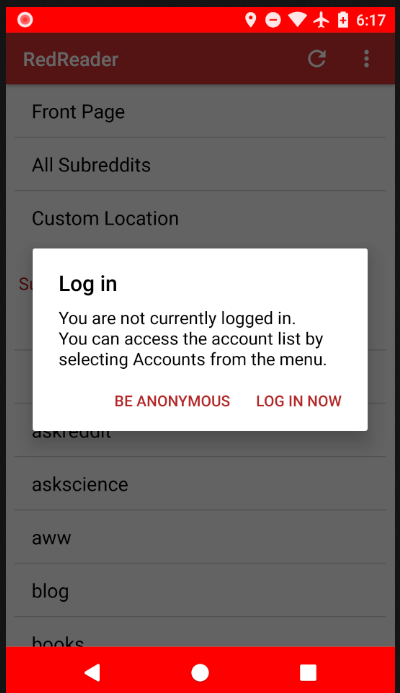 6:17
RedReader
Front Page
All Subreddits
Custom Location
Log in
You are not currently logged in.
You can access the account list by
selecting Accounts from the menu.
BE ANONYMOUS LOG IN NOW
askreddit
askscience
aww
blog
books